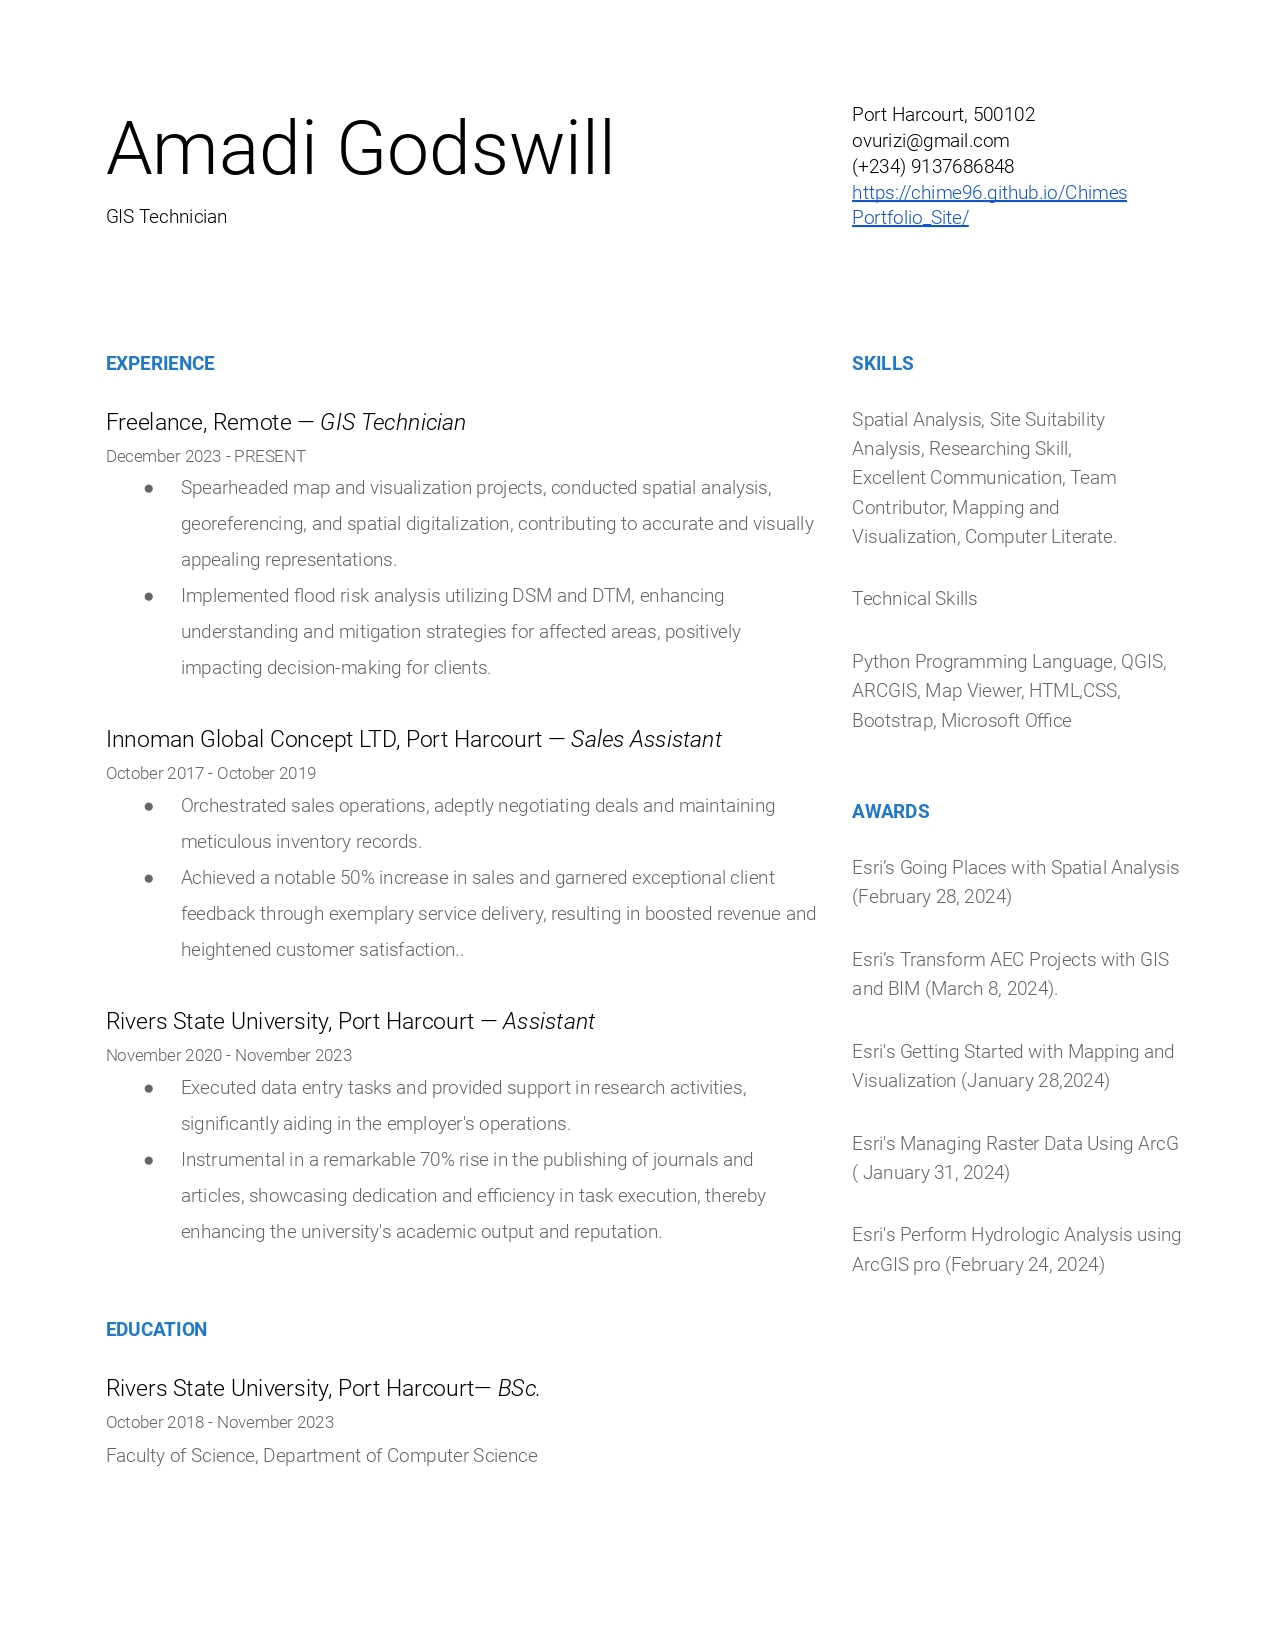 Amadi Godswill
GIS Technician
Port Harcourt, 500102
ovurizi@gmail.com
(+234) 9137686848
https://chime96.github.io/Chimes
Portfolio_Site/
EXPERIENCE
Freelance, Remote — GIS Technician
December 2023 - PRESENT
● Spearheaded map and visualization projects, conducted spatial analysis,
georeferencing, and spatial digitalization, contributing to accurate and visually
appealing representations.
● Implemented flood risk analysis utilizing DSM and DTM, enhancing
understanding and mitigation strategies for affected areas, positively
impacting decision-making for clients.
Innoman Global Concept LTD, Port Harcourt — Sales Assistant
October 2017 - October 2019
● Orchestrated sales operations, adeptly negotiating deals and maintaining
meticulous inventory records.
● Achieved a notable 50% increase in sales and garnered exceptional client
feedback through exemplary service delivery, resulting in boosted revenue and
heightened customer satisfaction..
Rivers State University, Port Harcourt — Assistant
November 2020 - November 2023
● Executed data entry tasks and provided support in research activities,
significantly aiding in the employer's operations.
● Instrumental in a remarkable 70% rise in the publishing of journals and
articles, showcasing dedication and efficiency in task execution, thereby
enhancing the university's academic output and reputation.
EDUCATION
Rivers State University, Port Harcourt— BSc.
October 2018 - November 2023
Faculty of Science, Department of Computer Science
SKILLS
Spatial Analysis, Site Suitability
Analysis, Researching Skill,
Excellent Communication, Team
Contributor, Mapping and
Visualization, Computer Literate.
Technical Skills
Python Programming Language, QGIS,
ARCGIS, Map Viewer, HTML,CSS,
Bootstrap, Microsoft Office
AWARDS
Esri’s Going Places with Spatial Analysis
(February 28, 2024)
Esri’s Transform AEC Projects with GIS
and BIM (March 8, 2024).
Esri's Getting Started with Mapping and
Visualization (January 28,2024)
Esri's Managing Raster Data Using ArcG
( January 31, 2024)
Esri's Perform Hydrologic Analysis using
ArcGIS pro (February 24, 2024)